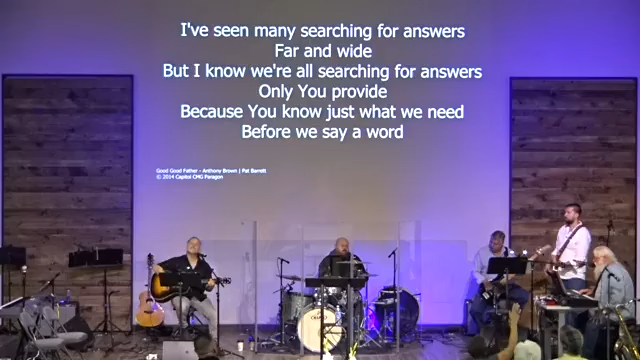 I've seen many searching for answers
Far and wide
But I know we're all searching for answers
Only You provide
Because You know just what we need
Before we say a word
Good Good Father - Anthony Brown | Pat Barrett
© 2014 Capitol CMG Paragon